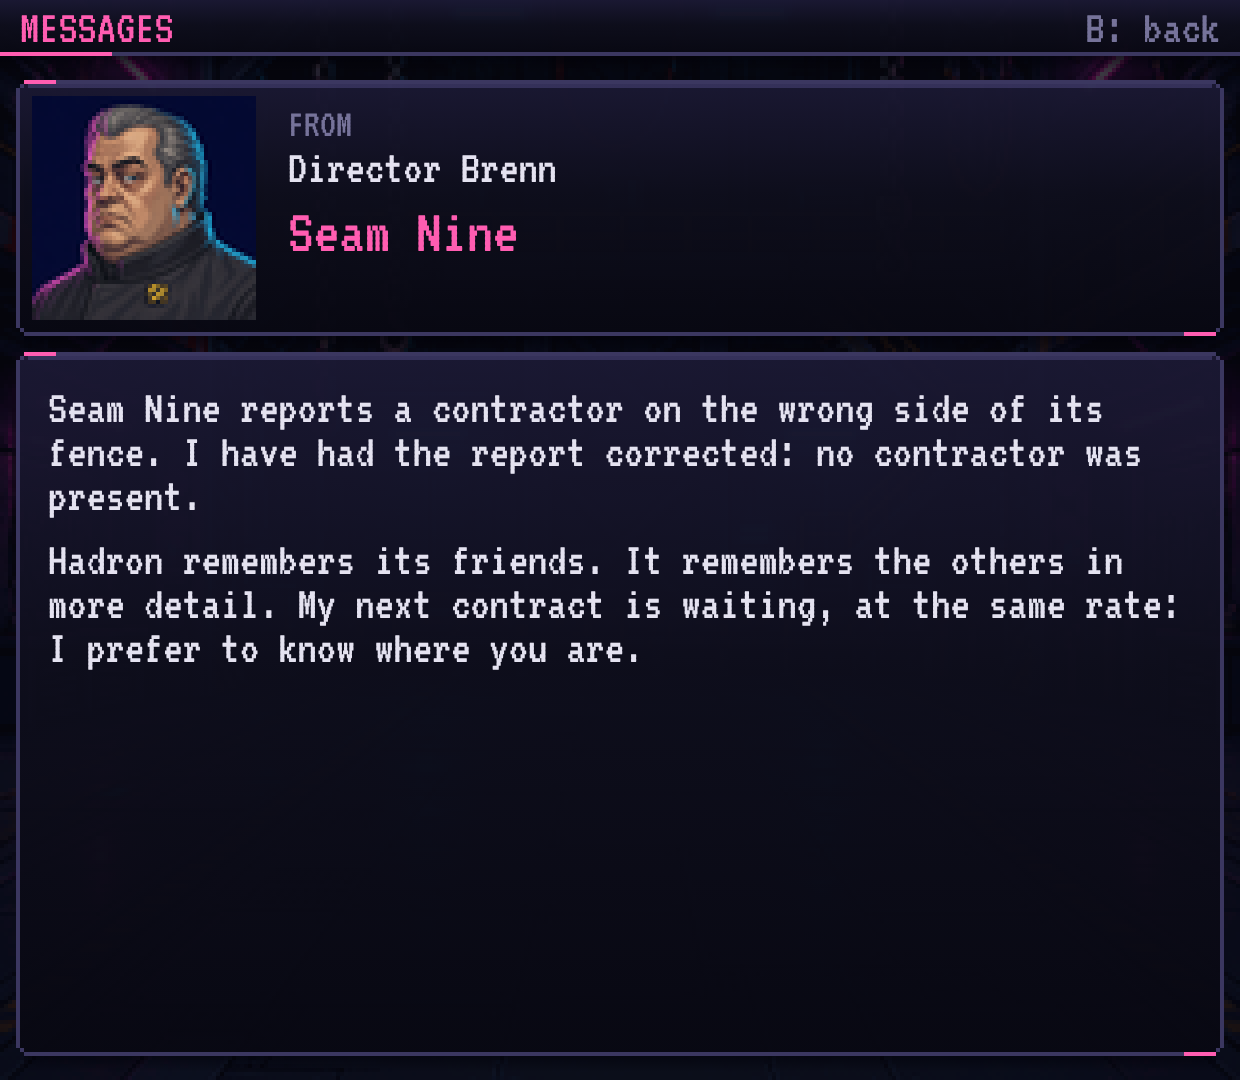 MESSAGES
B: back
FROM
Director Brenn
Seam Nine
Seam Nine reports a contractor on the wrong side of its
fence. I have had the report corrected: no contractor was
present.
Hadron remembers its friends. It remembers the others in
more detail. My next contract is waiting, at the same rate:
I prefer to know where you are.